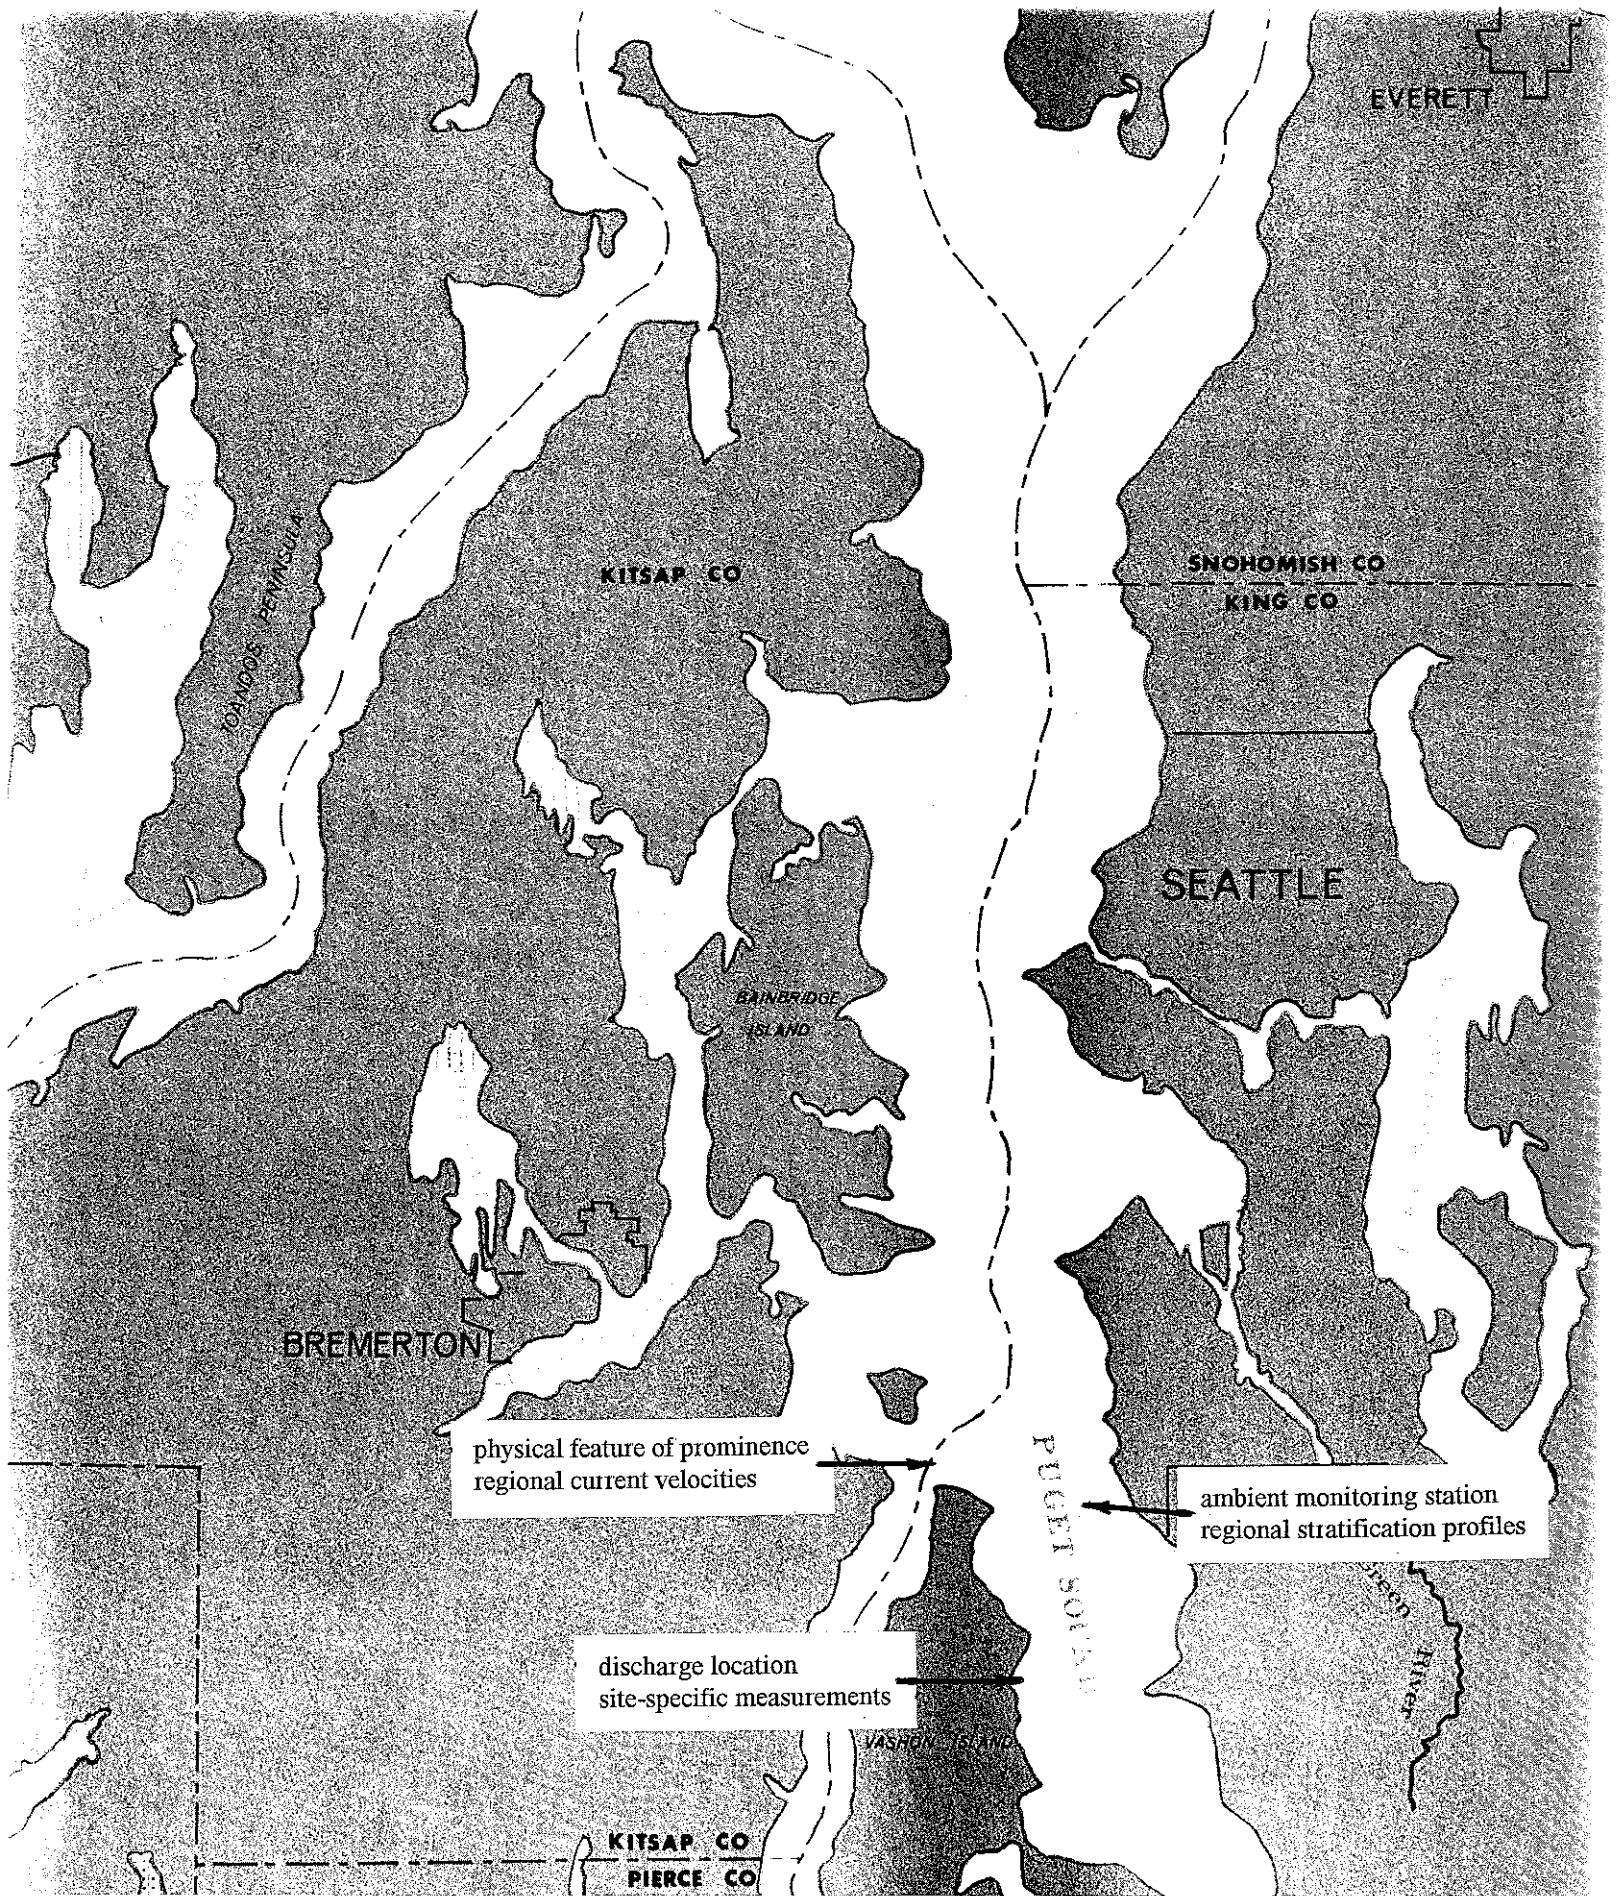 EVERETT
TOANDOS PENINSULA
KITSAP CO
SNOHOMISH CO
KING CO
SEATTLE
BAINBRIDGE
ISLAND
BREMERTON
physical feature of prominence
regional current velocities
PUGET SOUND
ambient monitoring station
regional stratification profiles
Green River
discharge location
site-specific measurements
VASHON ISLAND
KITSAP CO
PIERCE CO